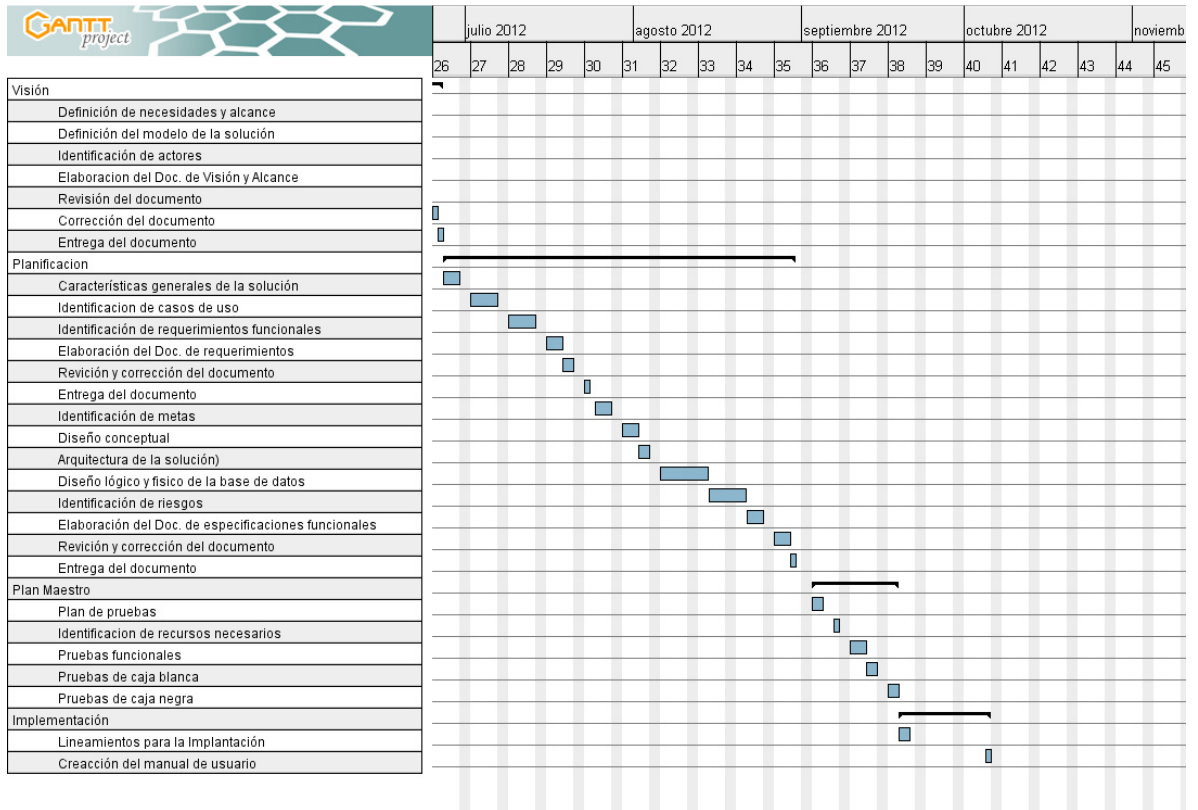 GANTT
project
julio 2012 agosto 2012 septiembre 2012 octubre 2012 noviemb
26 27 28 29 30 31 32 33 34 35 36 37 38 39 40 41 42 43 44 45
Visión
Definición de necesidades y alcance
Definición del modelo de la solución
Identificación de actores
Elaboracion del Doc. de Visión y Alcance
Revisión del documento
Corrección del documento
Entrega del documento
Planificacion
Características generales de la solución
Identificacion de casos de uso
Identificación de requerimientos funcionales
Elaboración del Doc. de requerimientos
Revición y corrección del documento
Entrega del documento
Identificación de metas
Diseño conceptual
Arquitectura de la solución)
Diseño lógico y fisico de la base de datos
Identificación de riesgos
Elaboración del Doc. de especificaciones funcionales
Revición y corrección del documento
Entrega del documento
Plan Maestro
Plan de pruebas
Identificacion de recursos necesarios
Pruebas funcionales
Pruebas de caja blanca
Pruebas de caja negra
Implementación
Lineamientos para la Implantación
Creacción del manual de usuario